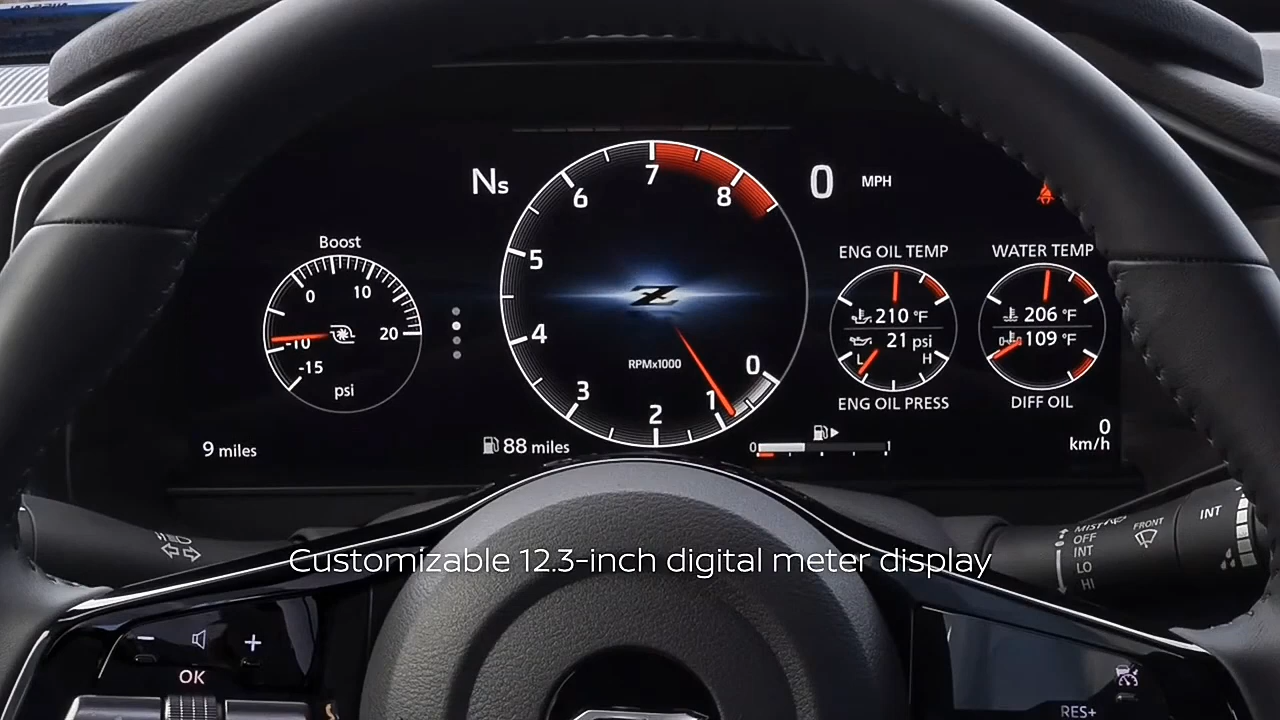 Ns
0 MPH
Boost
0 10 20 -10 -15
psi
7 8 6 5 4 3 2 1 0
Z
RPMx1000
ENG OIL TEMP
210 °F
21 psi
L H
ENG OIL PRESS
WATER TEMP
206 °F
109 °F
DIFF OIL
9 miles
88 miles
0 1
0
km/h
Customizable 12.3-inch digital meter display
MIST
OFF
INT
LO
HI
FRONT
INT
OK
RES+